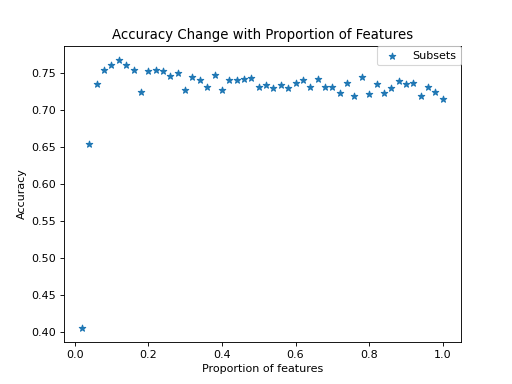 Accuracy Change with Proportion of Features
Subsets
Accuracy
0.75
0.70
0.65
0.60
0.55
0.50
0.45
0.40
0.0 0.2 0.4 0.6 0.8 1.0
Proportion of features